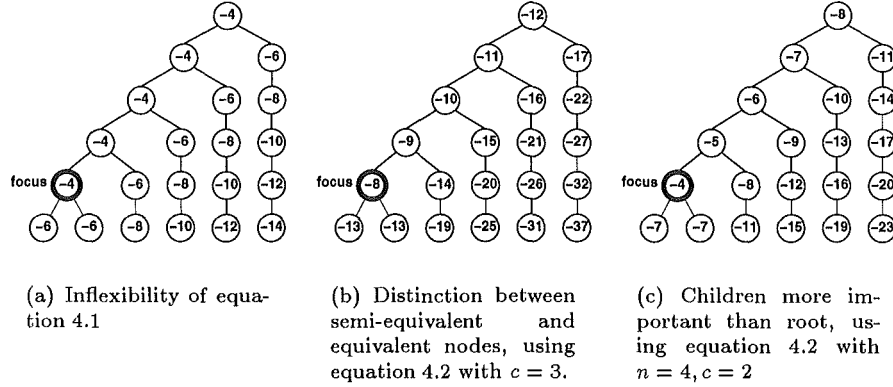 -4 -12 -8
-4 -6 -11 -17 -7 -11
-4 -6 -8 -10 -16 -22 -6 -10 -14
-4 -6 -8 -10 -9 -15 -21 -27 -5 -9 -13 -17
focus -4 -6 -8 -10 -12 focus -8 -14 -20 -26 -32 focus -4 -8 -12 -16 -20
-6 -6 -8 -10 -12 -14 -13 -13 -19 -25 -31 -37 -7 -7 -11 -15 -19 -23
(a) Inflexibility of equa-
tion 4.1
(b) Distinction between
semi-equivalent and
equivalent nodes, using
equation 4.2 with c = 3.
(c) Children more im-
portant than root, us-
ing equation 4.2 with
n = 4, c = 2